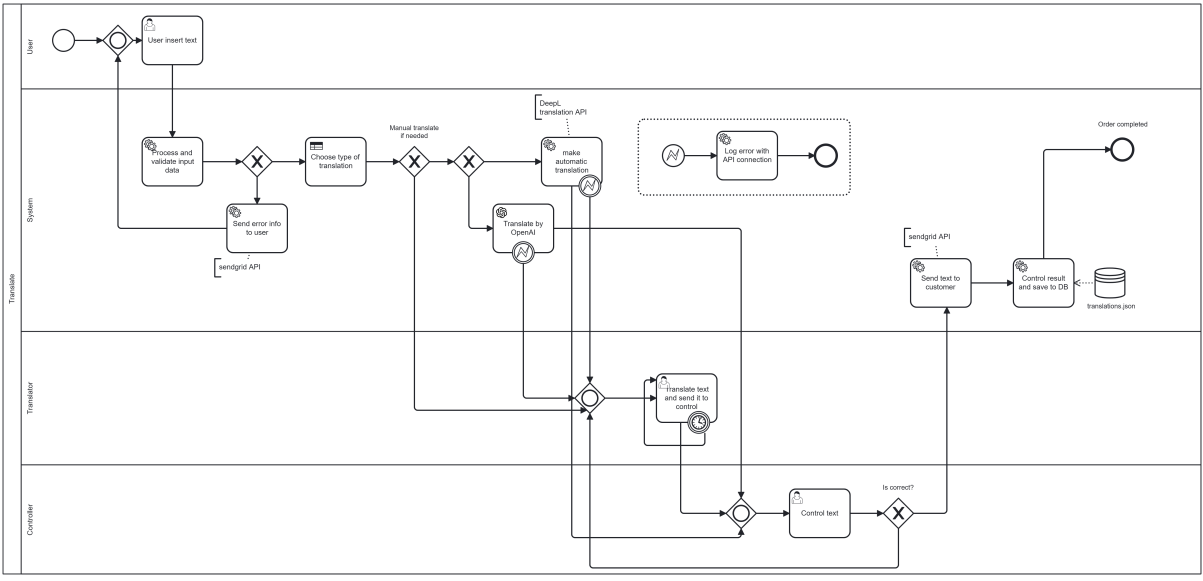 Translate
User
User insert text
System
Process and
validate input
data
Send error info
to user
sendgrid API
Choose type of
translation
Manual translate
if needed
DeepL
translation API
make
automatic
translation
Translate by
OpenAI
Log error with
API connection
sendgrid API
Send text to
customer
Control result
and save to DB
translations.json
Order completed
Translator
Translate text
and send it to
control
Controller
Control text
Is correct?